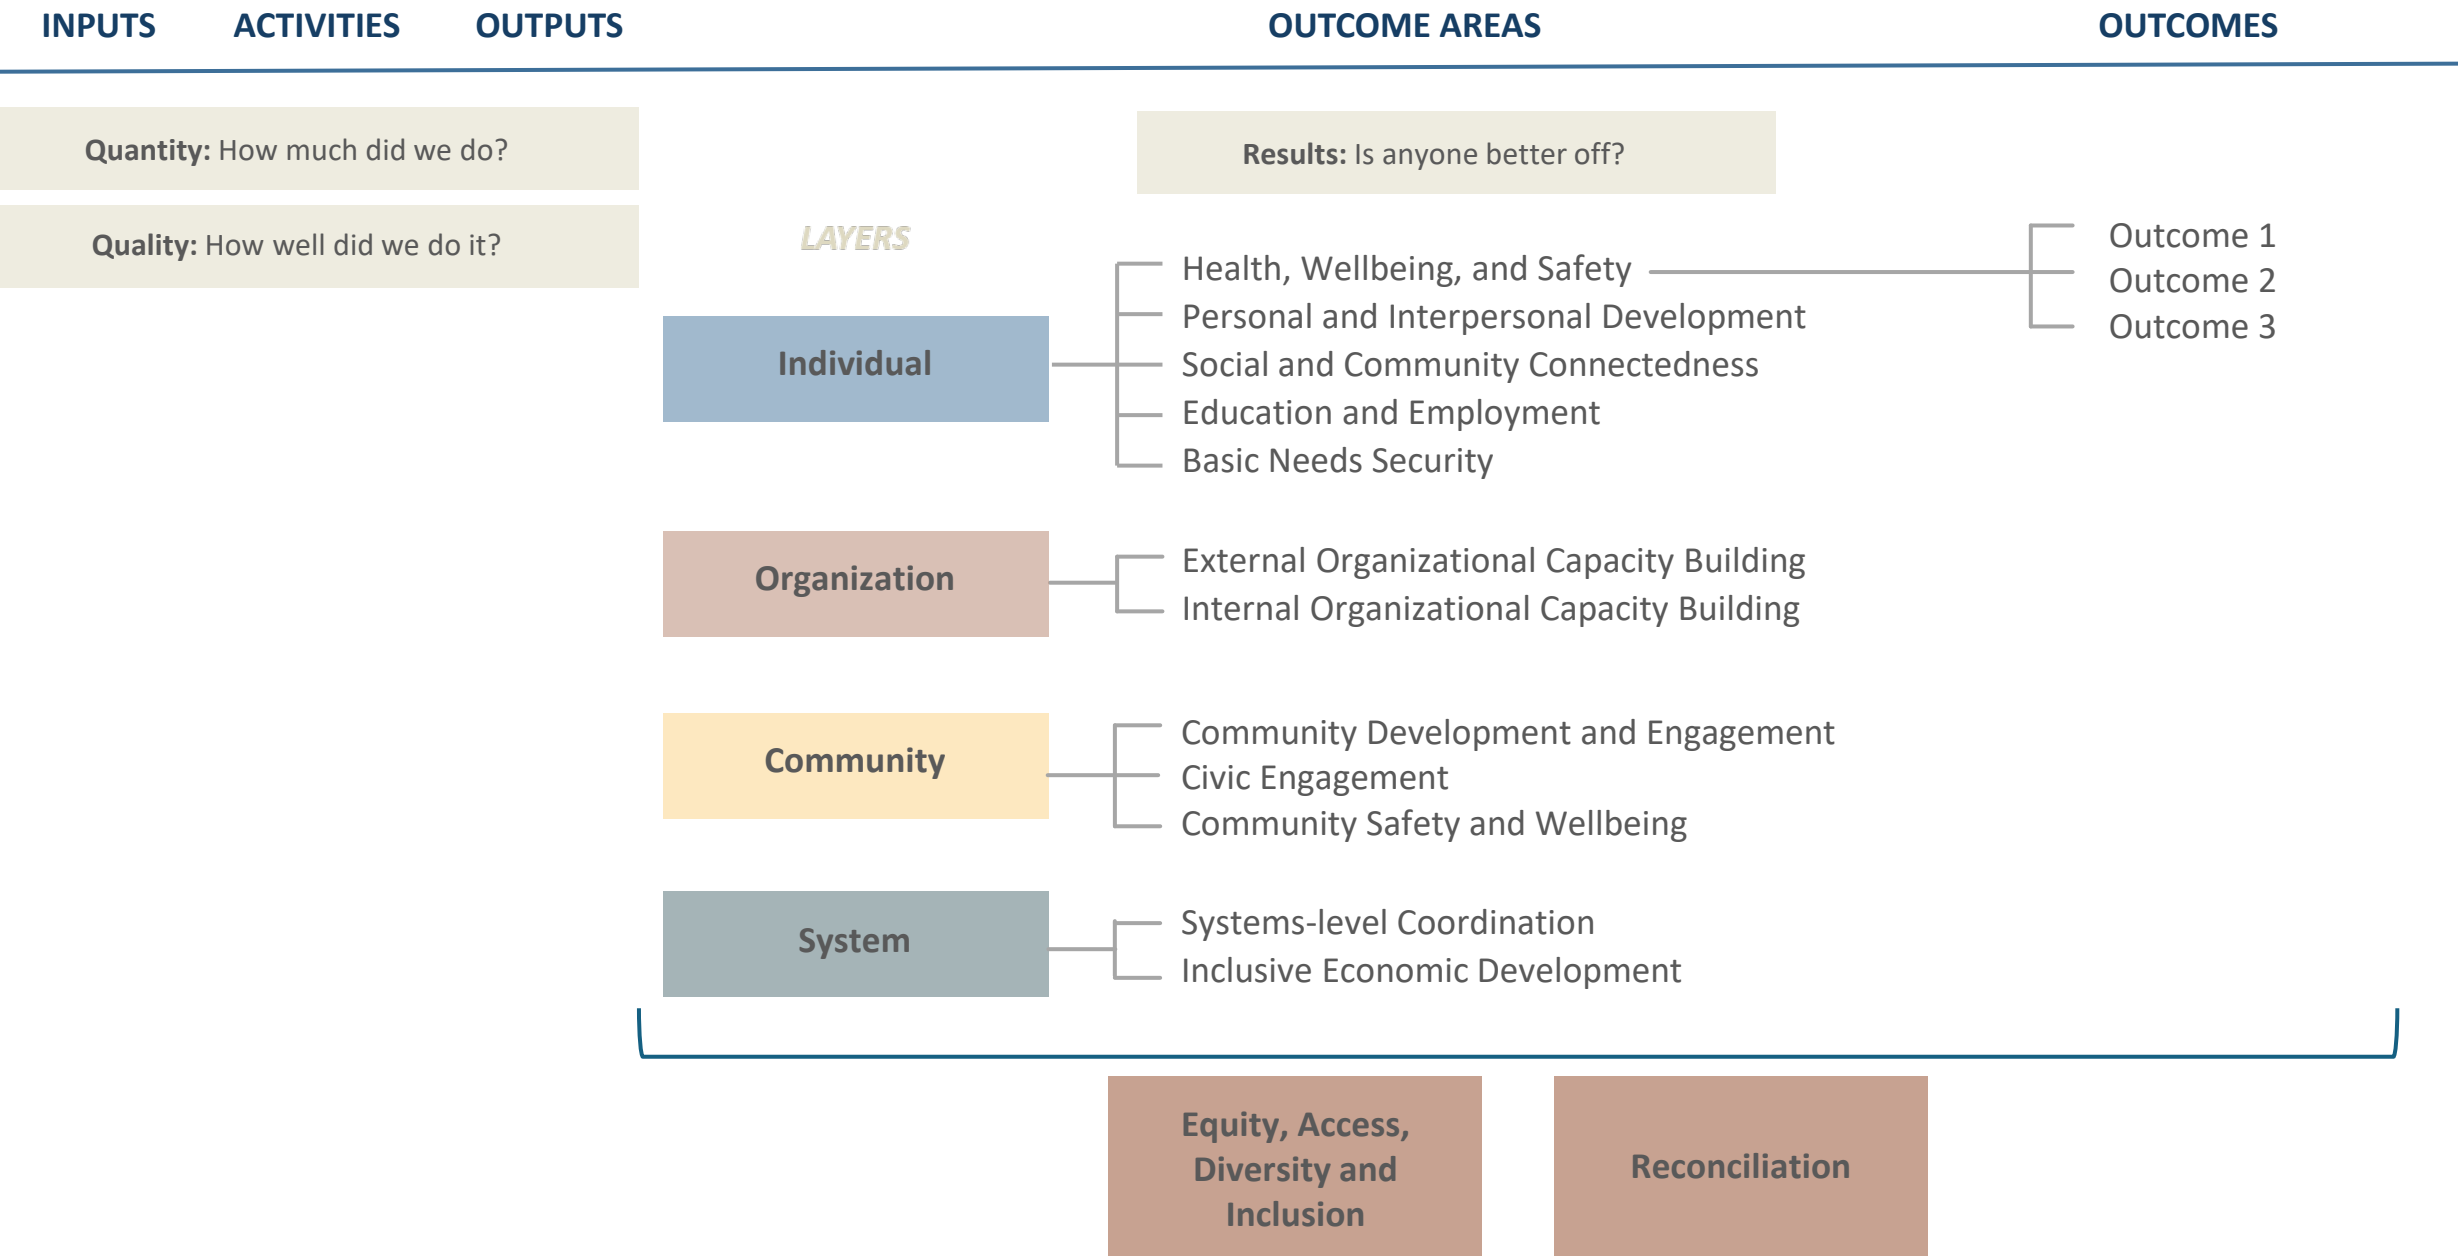 INPUTS ACTIVITIES OUTPUTS OUTCOME AREAS OUTCOMES
Quantity: How much did we do?
Quality: How well did we do it?
Results: Is anyone better off?
LAYERS
Individual
Health, Wellbeing, and Safety
Personal and Interpersonal Development
Social and Community Connectedness
Education and Employment
Basic Needs Security
Outcome 1
Outcome 2
Outcome 3
Organization
External Organizational Capacity Building
Internal Organizational Capacity Building
Community
Community Development and Engagement
Civic Engagement
Community Safety and Wellbeing
System
Systems-level Coordination
Inclusive Economic Development
Equity, Access,
Diversity and
Inclusion
Reconciliation